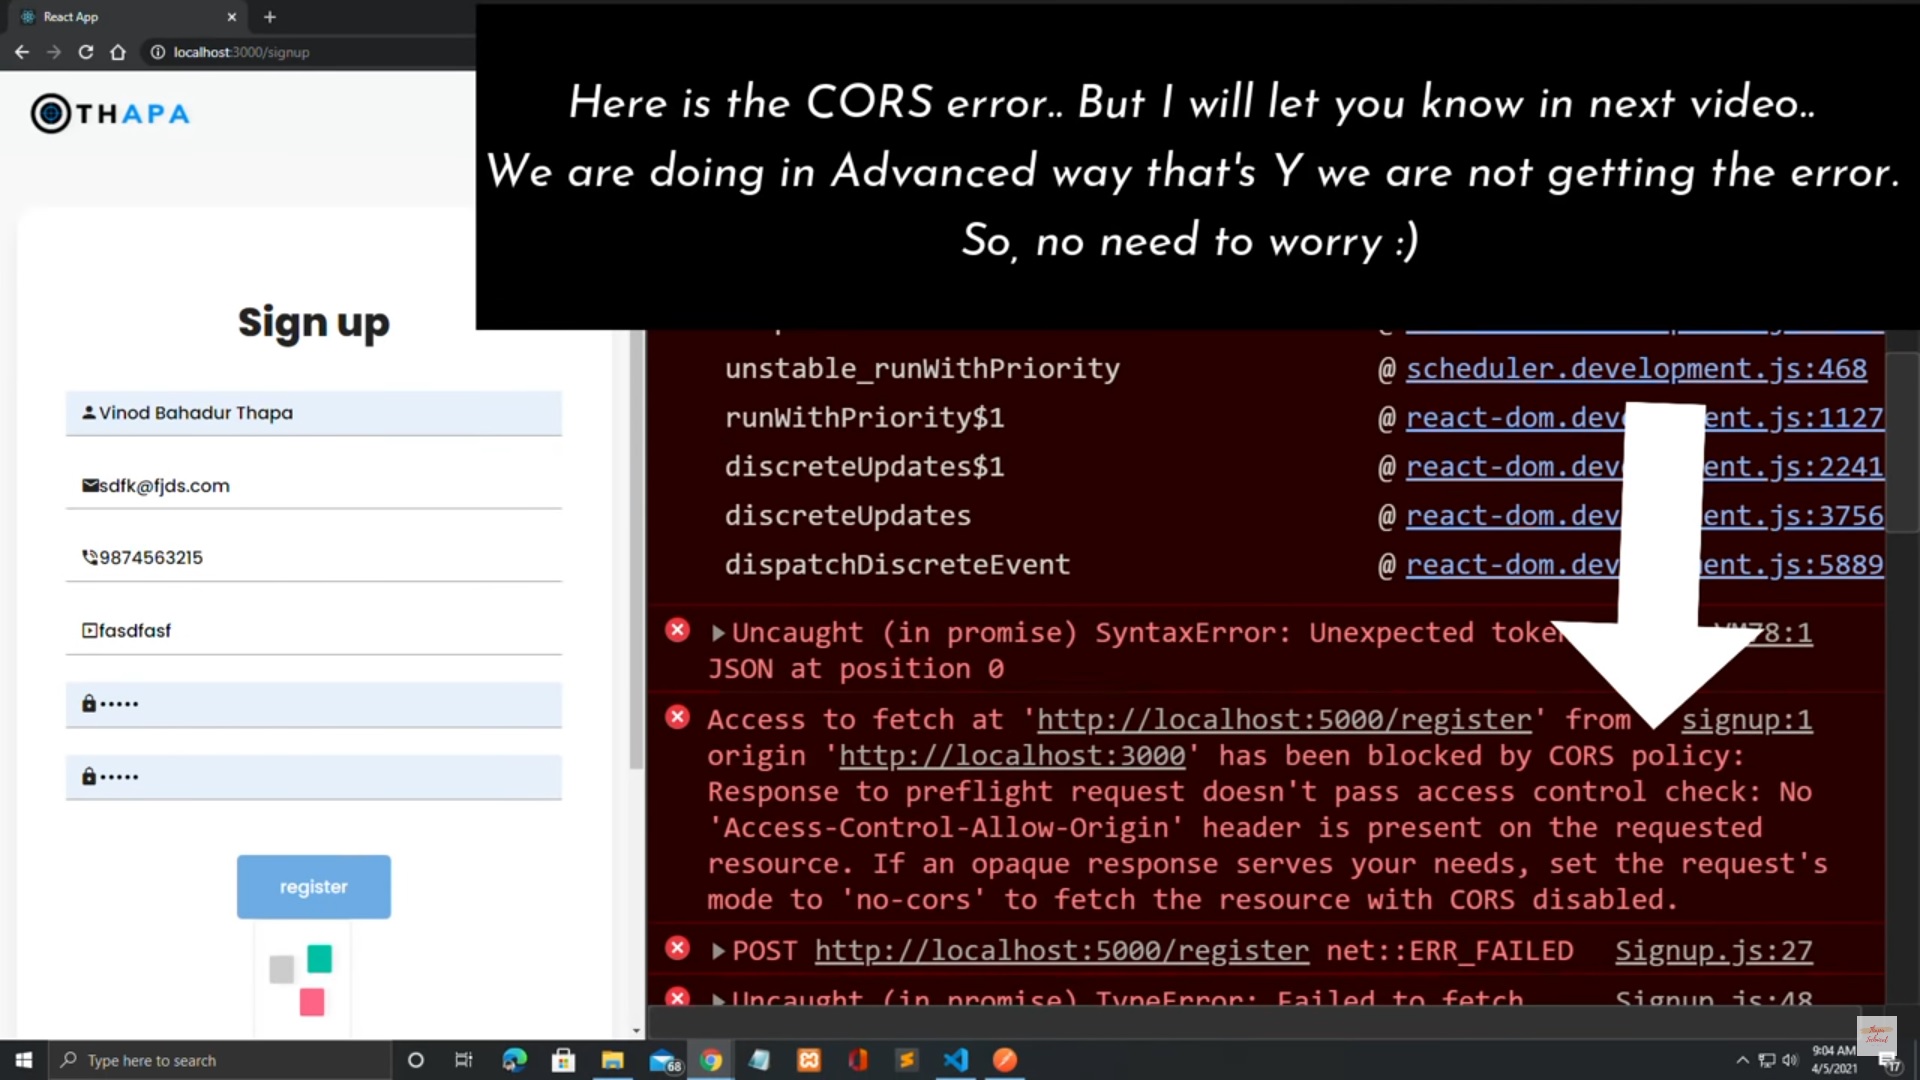 React App
localhost:3000/signup
Here is the CORS error.. But I will let you know in next video..
We are doing in Advanced way that's Y we are not getting the error.
So, no need to worry :)
THAPA
Sign up
Vinod Bahadur Thapa
sdfk@fjds.com
9874563215
fasdfasf
•••••
•••••
register
unstable_runWithPriority @ scheduler.development.js:468
runWithPriority$1 @ react-dom.dev ent.js:1127
discreteUpdates$1 @ react-dom.dev ent.js:2241
discreteUpdates @ react-dom.dev ent.js:3756
dispatchDiscreteEvent @ react-dom.dev ent.js:5889
Uncaught (in promise) SyntaxError: Unexpected 78:1
JSON at position 0
Access to fetch at 'http://localhost:5000/register' from signup:1
origin 'http://localhost:3000' has been blocked by CORS policy:
Response to preflight request doesn't pass access control check: No
'Access-Control-Allow-Origin' header is present on the requested
resource. If an opaque response serves your needs, set the request's
mode to 'no-cors' to fetch the resource with CORS disabled.
POST http://localhost:5000/register net::ERR_FAILED Signup.js:27
Uncaught (in promise) TypeError: Failed to fetch Signup.js:48
Type here to search
68
9:04 AM
4/5/2021
17